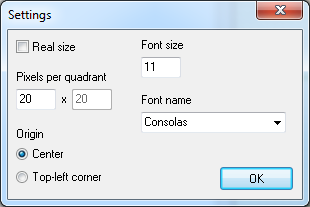 Settings
Real size
Font size
11
Pixels per quadrant
20 x 20
Font name
Consolas
Origin
Center
Top-left corner
OK